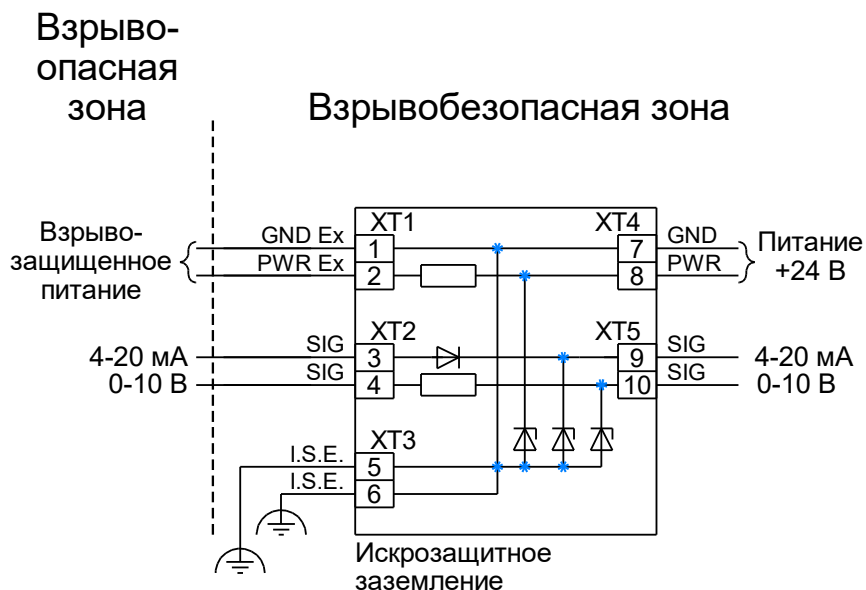 Взрыво-
опасная
зона
Взрывобезопасная зона
XT1
XT4
GND Ex
1
7
GND
PWR Ex
2
8
PWR
Взрыво-
защищенное
питание
Питание
+24 В
XT2
XT5
4-20 мА
SIG
3
9
SIG
4-20 мА
0-10 В
SIG
4
10
SIG
0-10 В
XT3
I.S.E.
5
I.S.E.
6
Искрозащитное
заземление